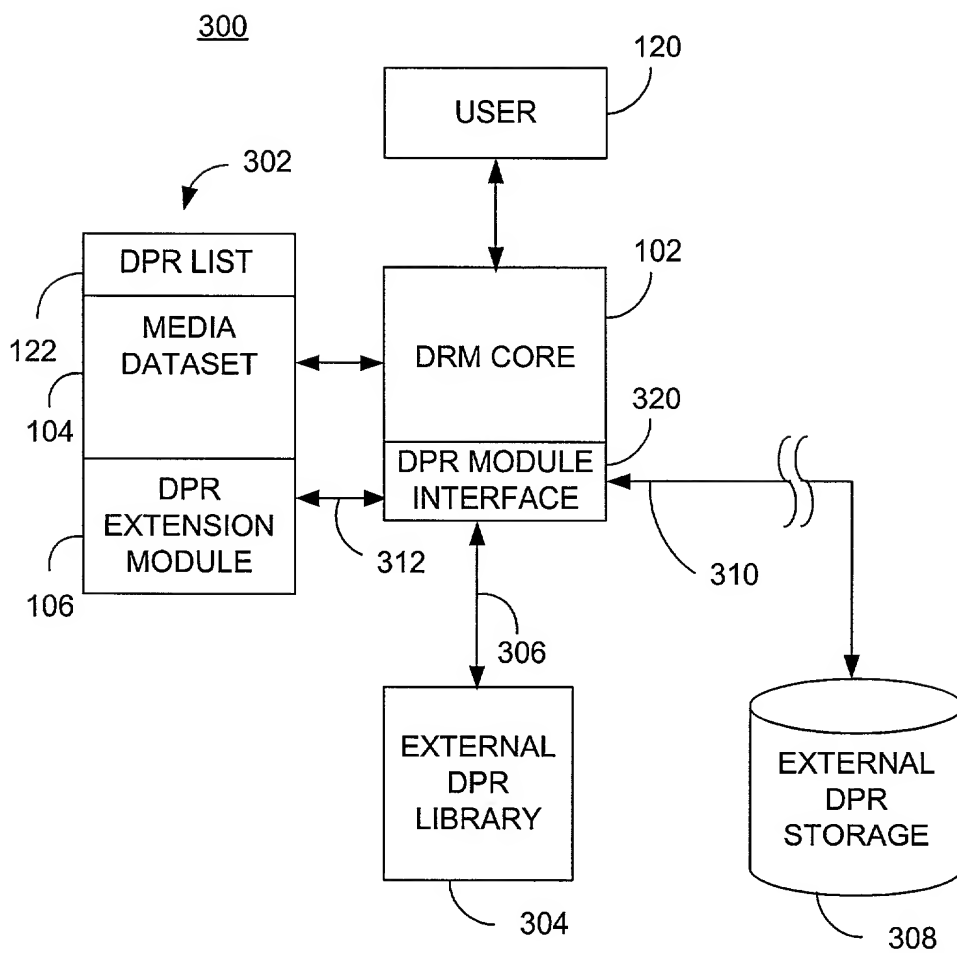 300
120
USER
302
DPR LIST
102
122
MEDIA
DATASET
DRM CORE
104
320
DPR MODULE
INTERFACE
DPR
EXTENSION
MODULE
312
310
106
306
EXTERNAL
DPR
LIBRARY
EXTERNAL
DPR
STORAGE
304
308